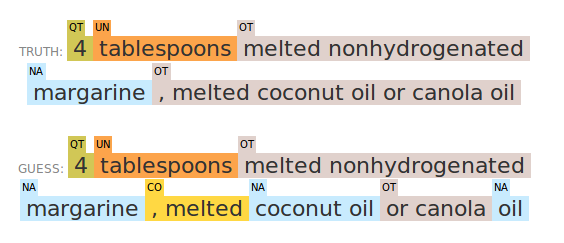 QT UN OT
TRUTH: 4 tablespoons melted nonhydrogenated
NA OT
margarine , melted coconut oil or canola oil
QT UN OT
GUESS: 4 tablespoons melted nonhydrogenated
NA CO NA OT NA
margarine , melted coconut oil or canola oil